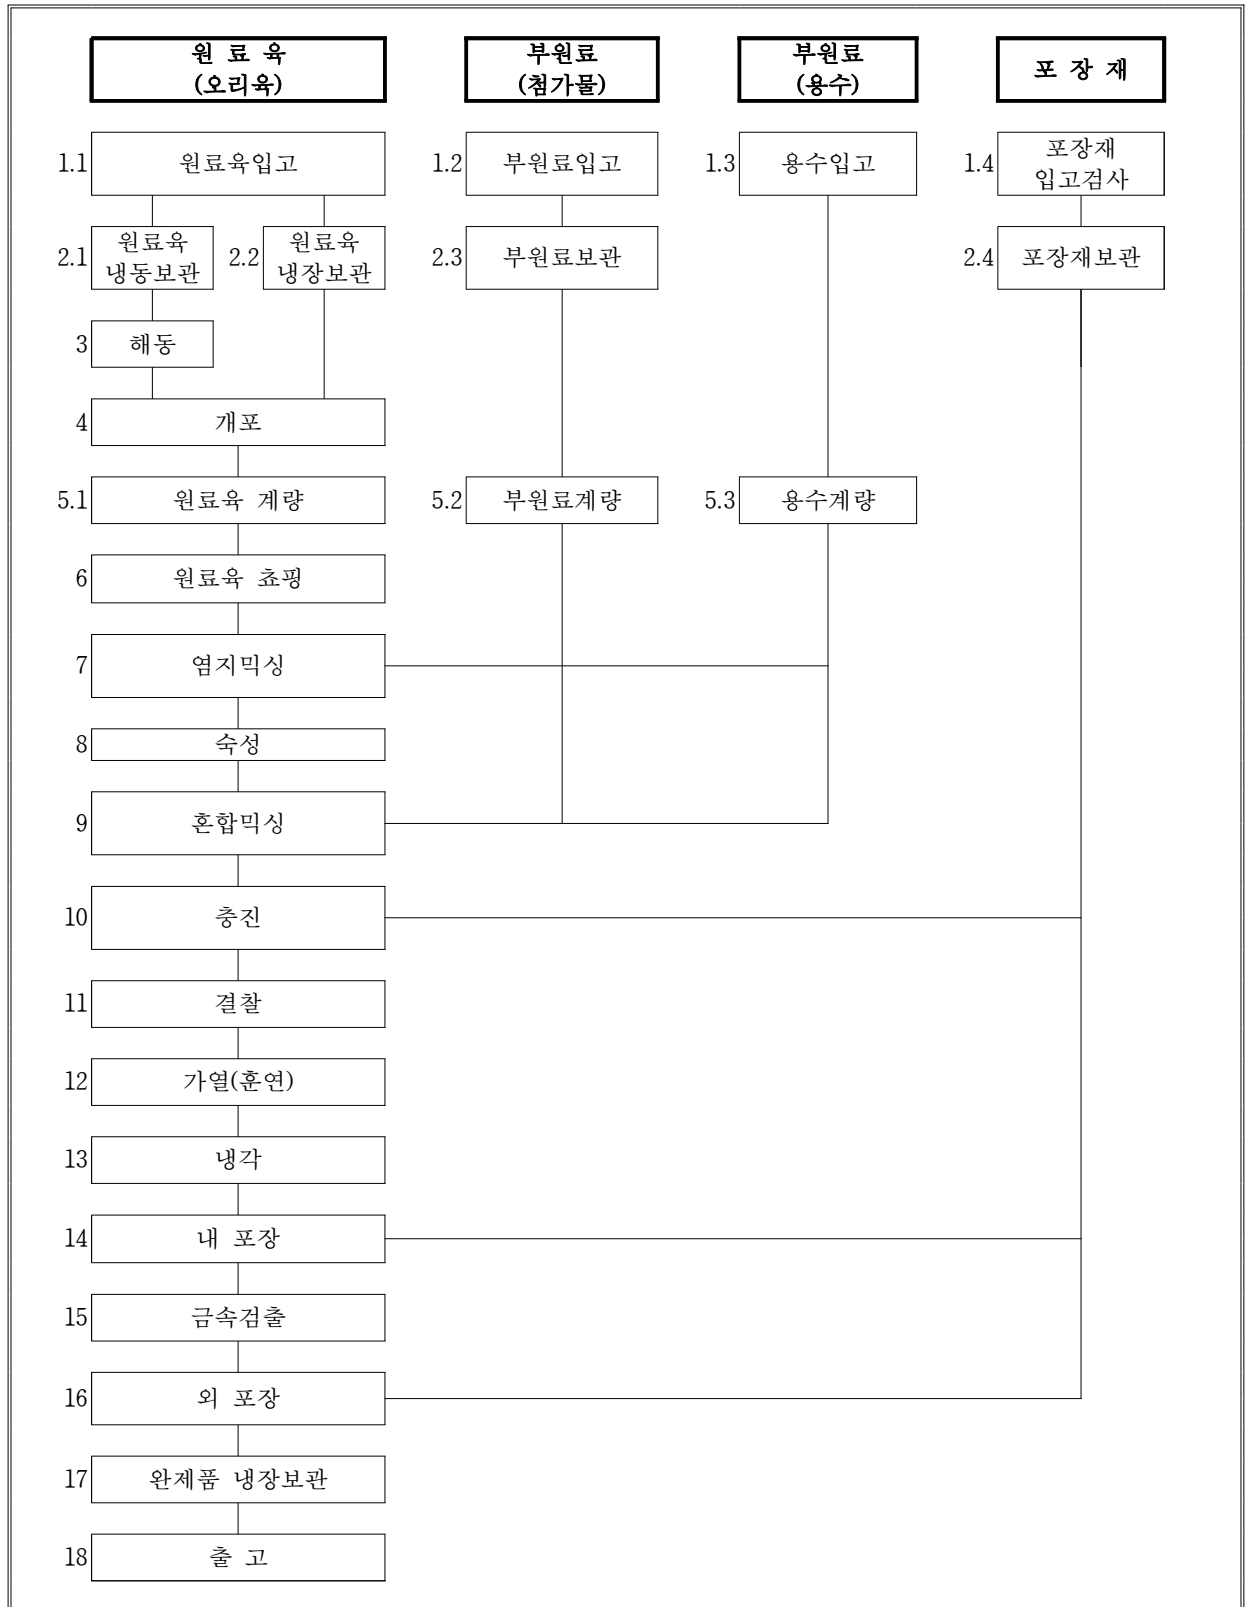 원 료 육
(오리육)
부원료
(첨가물)
부원료
(용수)
포 장 재
1.1 원료육입고
1.2 부원료입고
1.3 용수입고
1.4 포장재
입고검사
2.1 원료육
냉동보관
2.2 원료육
냉장보관
2.3 부원료보관
2.4 포장재보관
3 해동
4 개포
5.1 원료육 계량
5.2 부원료계량
5.3 용수계량
6 원료육 쵸핑
7 염지믹싱
8 숙성
9 혼합믹싱
10 충진
11 결찰
12 가열(훈연)
13 냉각
14 내 포장
15 금속검출
16 외 포장
17 완제품 냉장보관
18 출 고